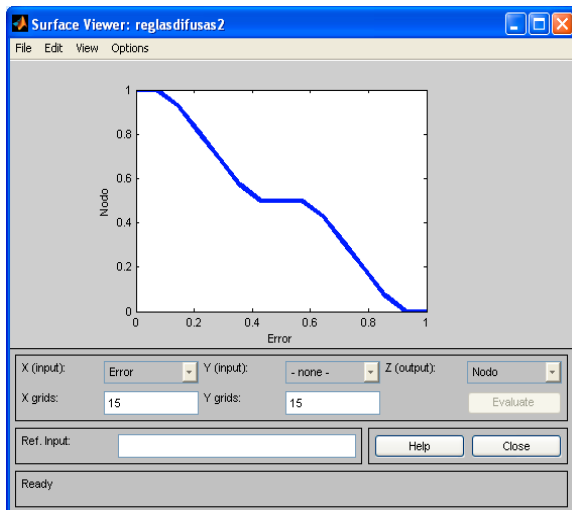 Surface Viewer: reglasdifusas2
File Edit View Options
1
0.8
0.6
0.4
0.2
0
Nodo
0 0.2 0.4 0.6 0.8 1
Error
X (input): Error Y (input): - none - Z (output): Nodo
X grids: 15 Y grids: 15 Evaluate
Ref. Input: Help Close
Ready